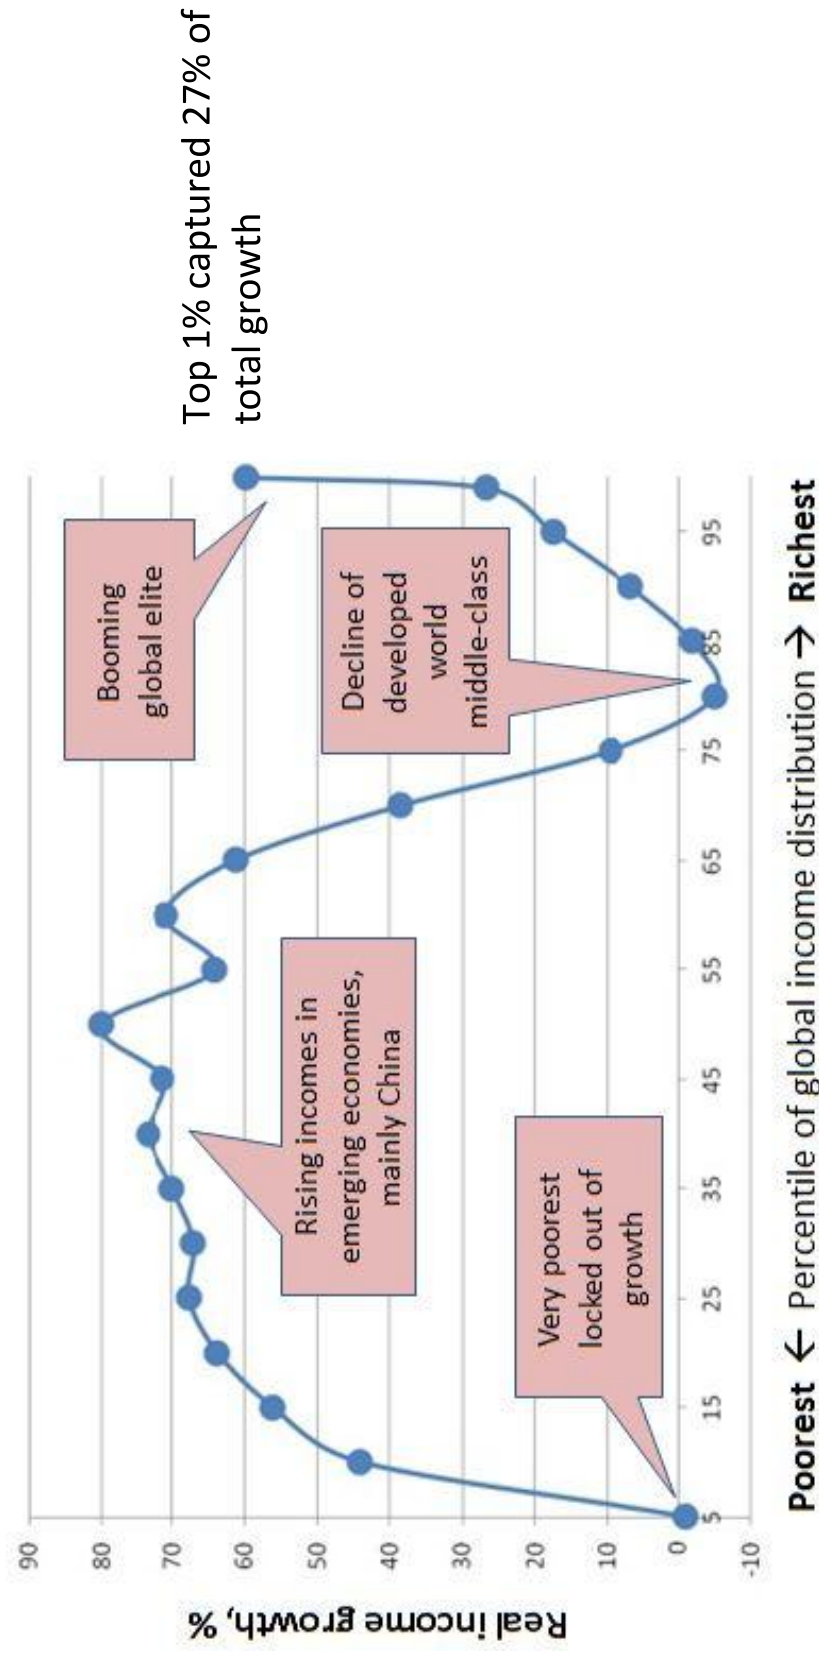 Real income growth, %
90
80
70
60
50
40
30
20
10
0
-10
Booming
global elite
Top 1% captured 27% of
total growth
Rising incomes in
emerging economies,
mainly China
Decline of
developed
world
middle-class
Very poorest
locked out of
growth
5 15 25 35 45 55 65 75 85 95
Poorest ← Percentile of global income distribution → Richest